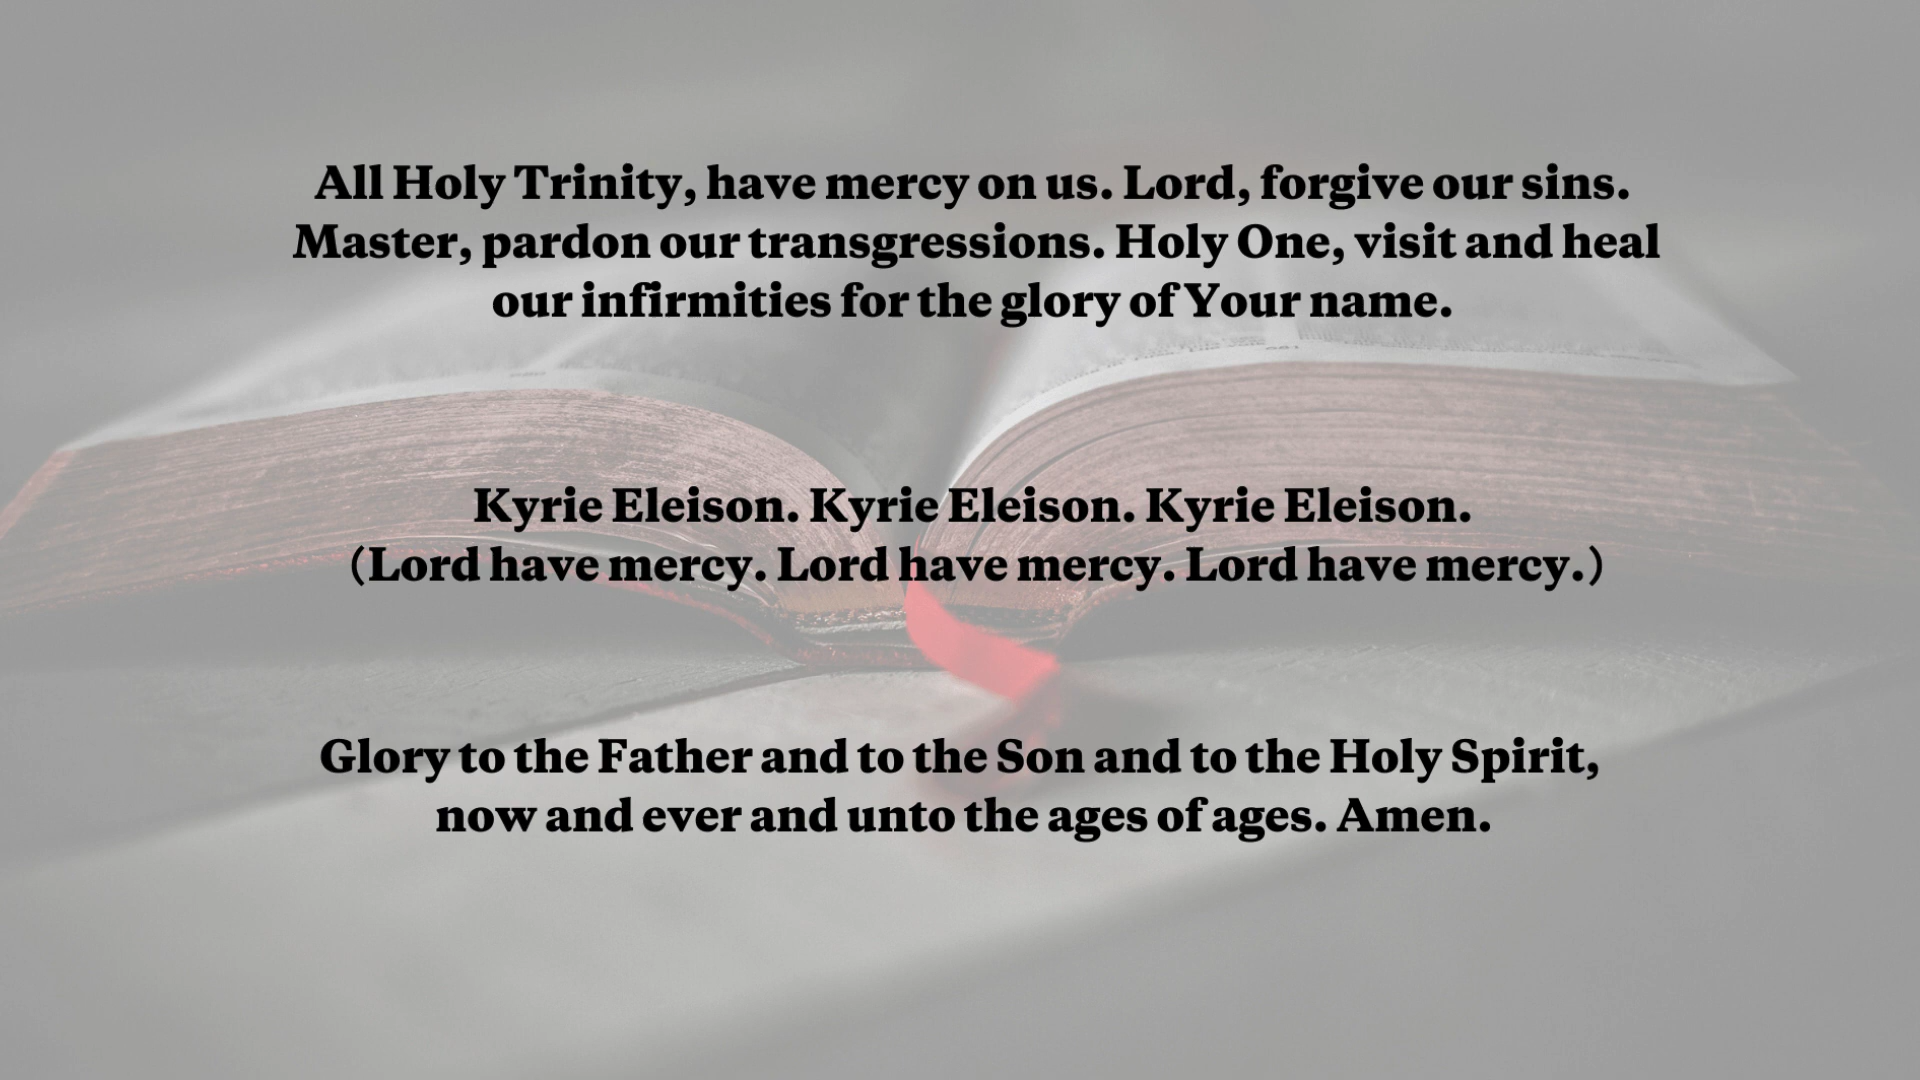 All Holy Trinity, have mercy on us. Lord, forgive our sins.
Master, pardon our transgressions. Holy One, visit and heal
our infirmities for the glory of Your name.
Kyrie Eleison. Kyrie Eleison. Kyrie Eleison.
(Lord have mercy. Lord have mercy. Lord have mercy.)
Glory to the Father and to the Son and to the Holy Spirit,
now and ever and unto the ages of ages. Amen.